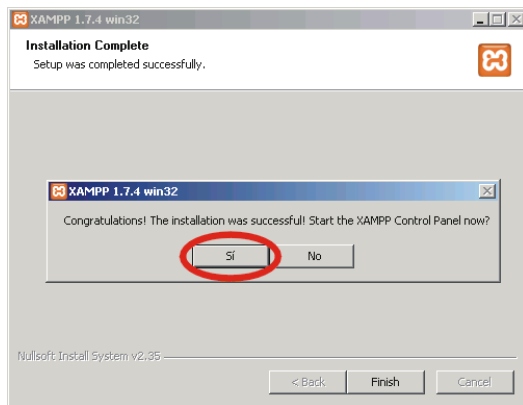 XAMPP 1.7.4 win32
Installation Complete
Setup was completed successfully.
XAMPP 1.7.4 win32
Congratulations! The installation was successful! Start the XAMPP Control Panel now?
Sí
No
Nullsoft Install System v2.35
< Back
Finish
Cancel